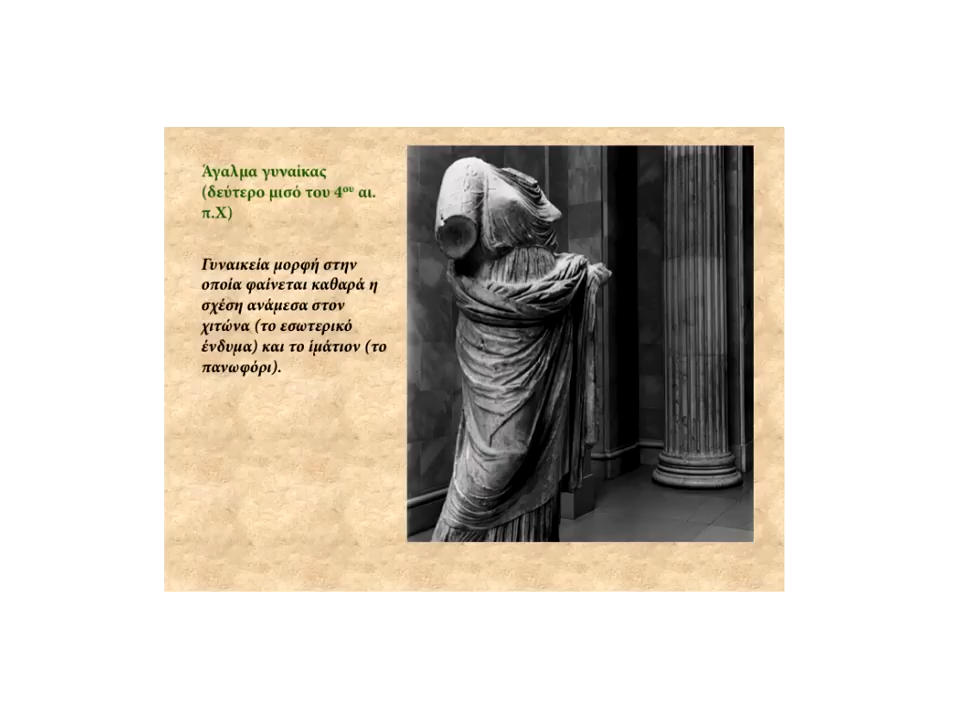 Άγαλμα γυναίκας
(δεύτερο μισό του 4ου αι.
π.Χ)
Γυναικεία μορφή στην
οποία φαίνεται καθαρά η
σχέση ανάμεσα στον
χιτώνα (το εσωτερικό
ένδυμα) και το ἱμάτιον (το
πανωφόρι).